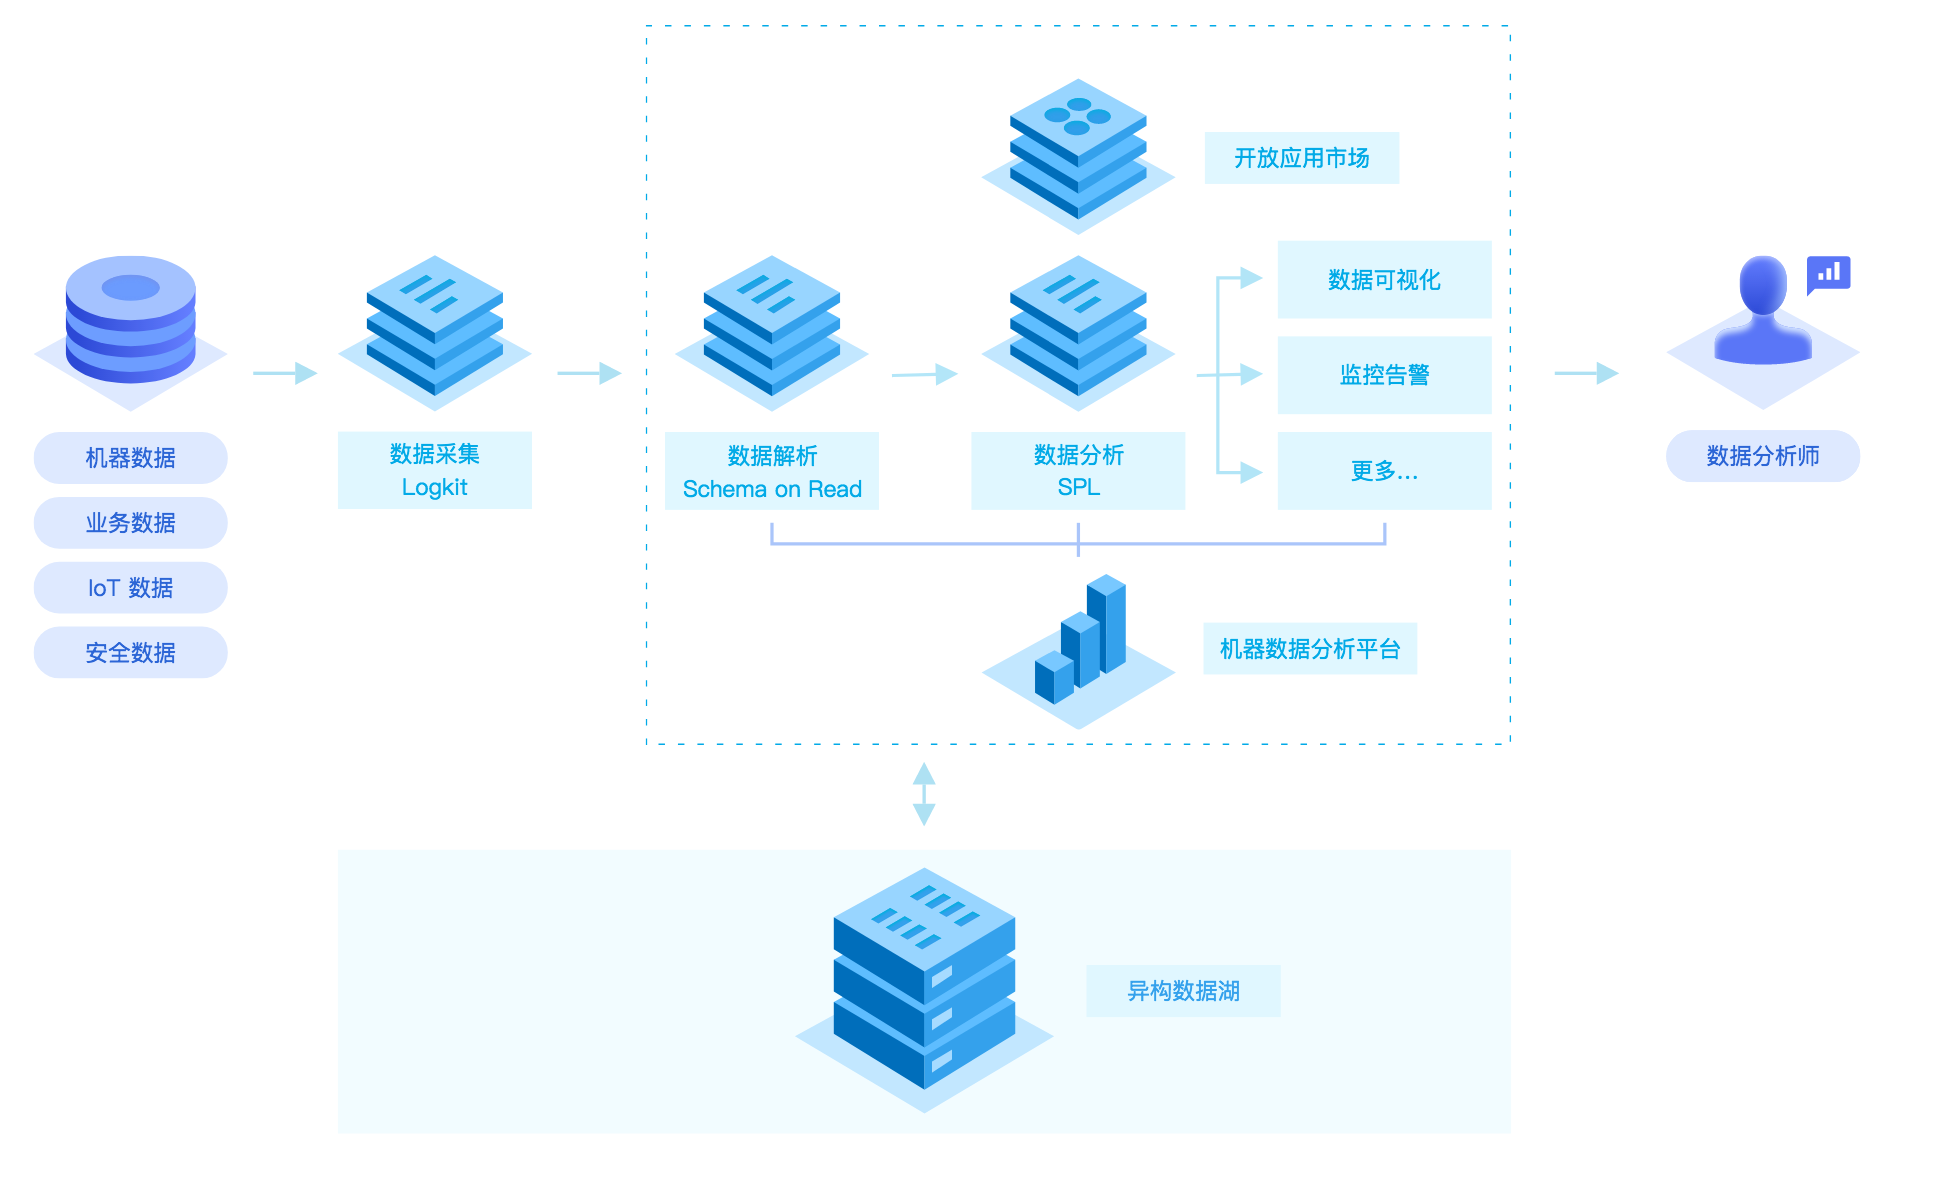 机器数据
业务数据
IoT 数据
安全数据
数据采集
Logkit
开放应用市场
数据解析
Schema on Read
数据分析
SPL
数据可视化
监控告警
更多...
机器数据分析平台
数据分析师
异构数据湖